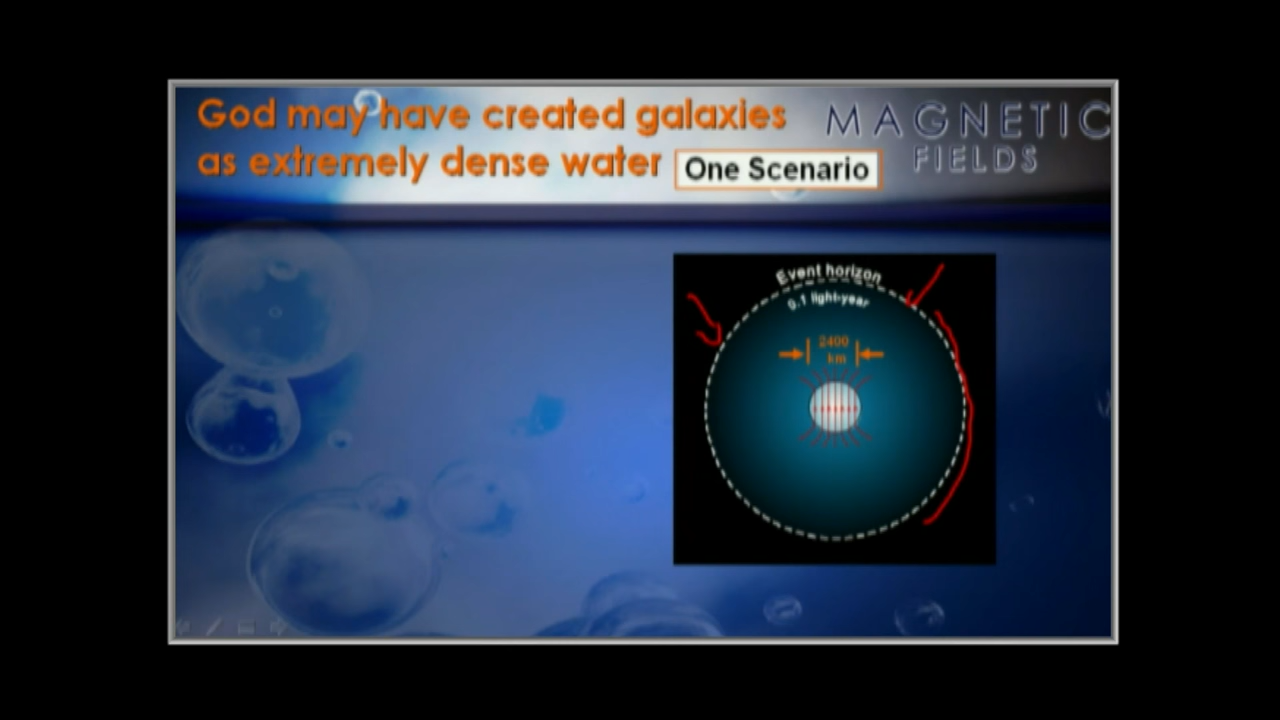 God may have created galaxies
as extremely dense water
One Scenario
MAGNETIC
FIELDS
Event horizon
0.1 light-year
2400
km